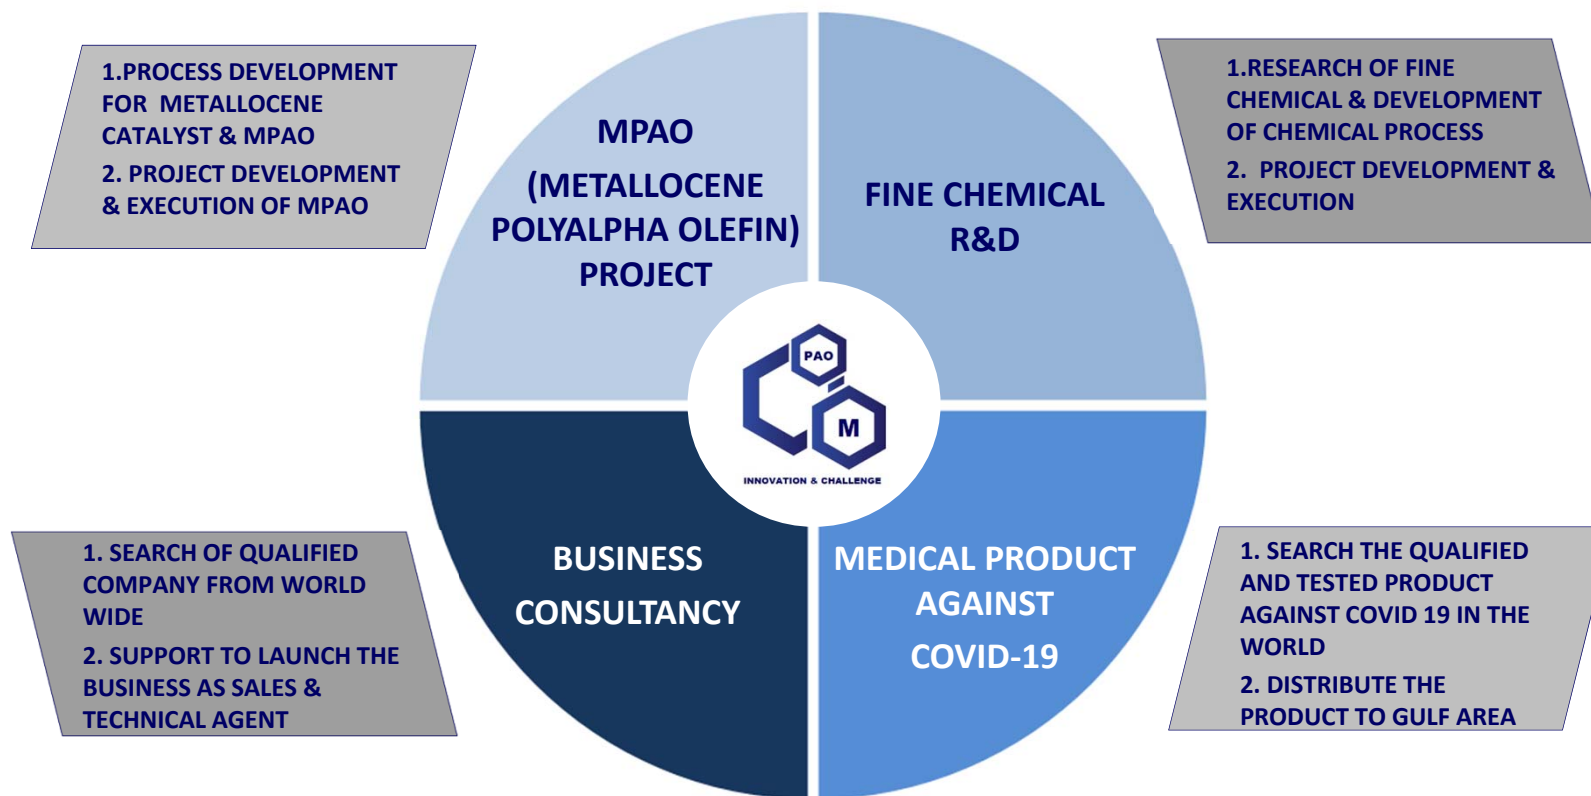 1.PROCESS DEVELOPMENT
FOR METALLOCENE
CATALYST & MPAO
2. PROJECT DEVELOPMENT
& EXECUTION OF MPAO
MPAO
(METALLOCENE
POLYALPHA OLEFIN)
PROJECT
FINE CHEMICAL
R&D
1.RESEARCH OF FINE
CHEMICAL & DEVELOPMENT
OF CHEMICAL PROCESS
2. PROJECT DEVELOPMENT &
EXECUTION
PAO
M
INNOVATION & CHALLENGE
1. SEARCH OF QUALIFIED
COMPANY FROM WORLD
WIDE
2. SUPPORT TO LAUNCH THE
BUSINESS AS SALES &
TECHNICAL AGENT
BUSINESS
CONSULTANCY
MEDICAL PRODUCT
AGAINST
COVID-19
1. SEARCH THE QUALIFIED
AND TESTED PRODUCT
AGAINST COVID 19 IN THE
WORLD
2. DISTRIBUTE THE
PRODUCT TO GULF AREA